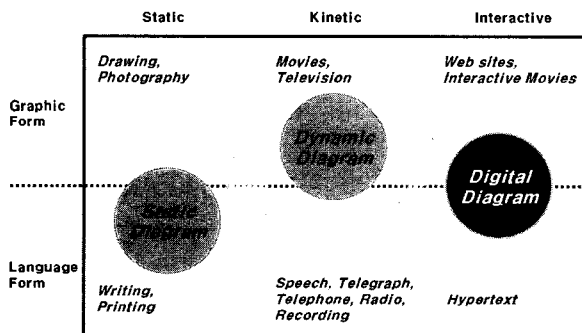 Static Kinetic Interactive
Drawing,
Photography
Movies,
Television
Web sites,
Interactive Movies
Graphic
Form
Dynamic
Diagram
Static
Diagram
Digital
Diagram
Language
Form
Writing,
Printing
Speech, Telegraph,
Telephone, Radio,
Recording
Hypertext